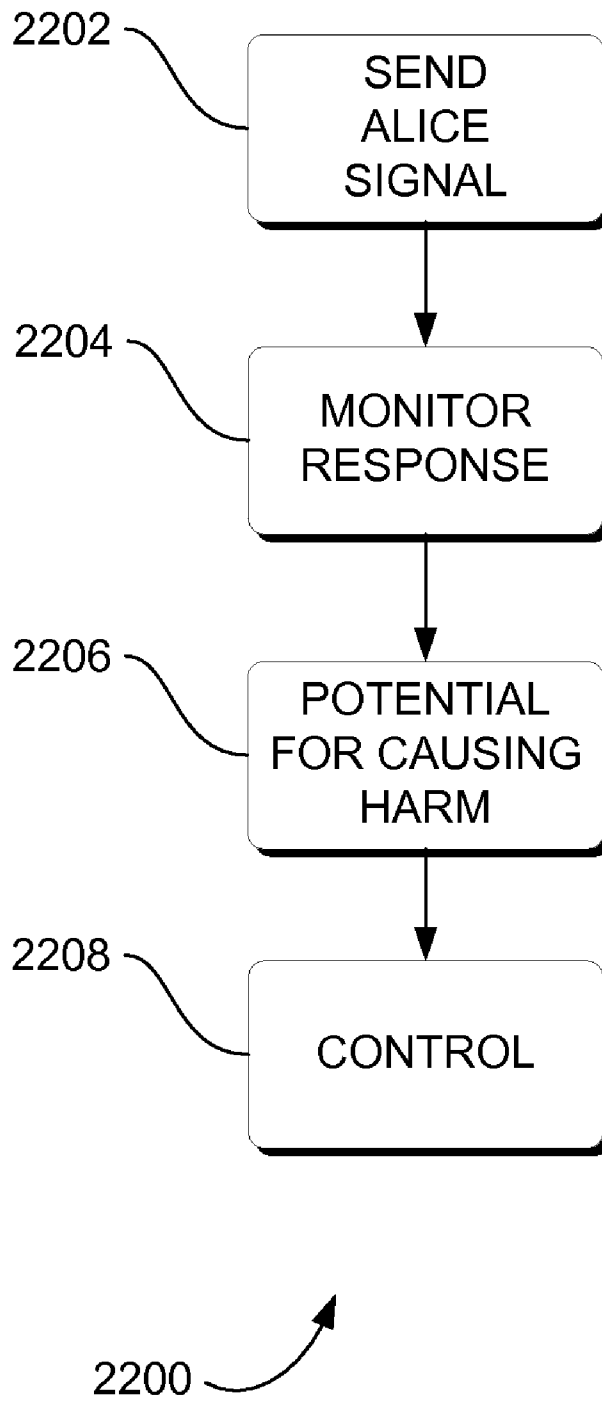 2202
SEND
ALICE
SIGNAL
2204
MONITOR
RESPONSE
2206
POTENTIAL
FOR CAUSING
HARM
2208
CONTROL
2200